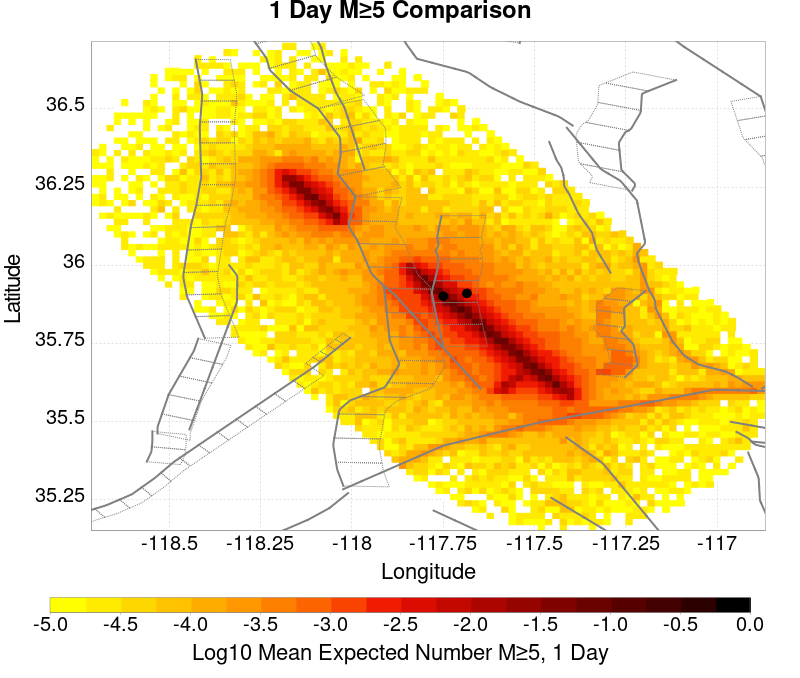 1 Day M≥5 Comparison
Latitude
36.5
36.25
36
35.75
35.5
35.25
-118.5 -118.25 -118 -117.75 -117.5 -117.25 -117
Longitude
-5.0 -4.5 -4.0 -3.5 -3.0 -2.5 -2.0 -1.5 -1.0 -0.5 0.0
Log10 Mean Expected Number M≥5, 1 Day